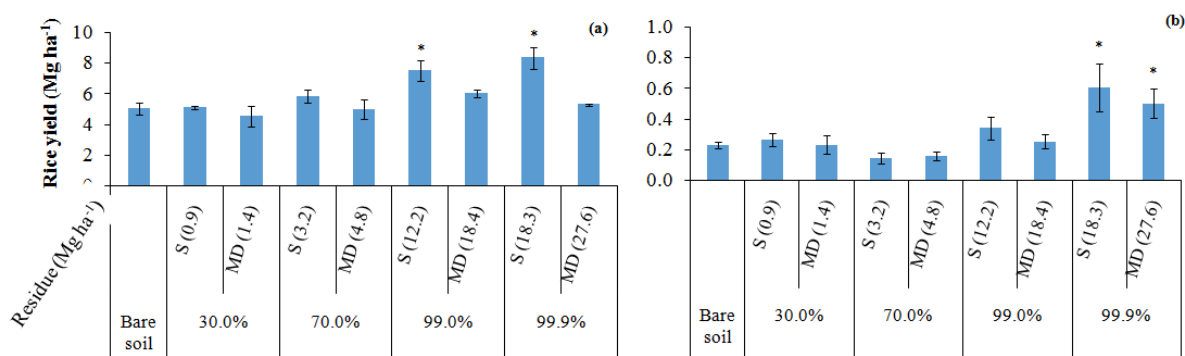 10
8
6
4
2
Rice yield (Mg ha⁻¹)
(a)
*
*
Residue (Mg ha⁻¹)
S (0.9)
MD (1.4)
S (3.2)
MD (4.8)
S (12.2)
MD (18.4)
S (18.3)
MD (27.6)
Bare
soil
30.0%
70.0%
99.0%
99.9%
1.0
0.8
0.6
0.4
0.2
0.0
(b)
*
*
S (0.9)
MD (1.4)
S (3.2)
MD (4.8)
S (12.2)
MD (18.4)
S (18.3)
MD (27.6)
Bare
soil
30.0%
70.0%
99.0%
99.9%